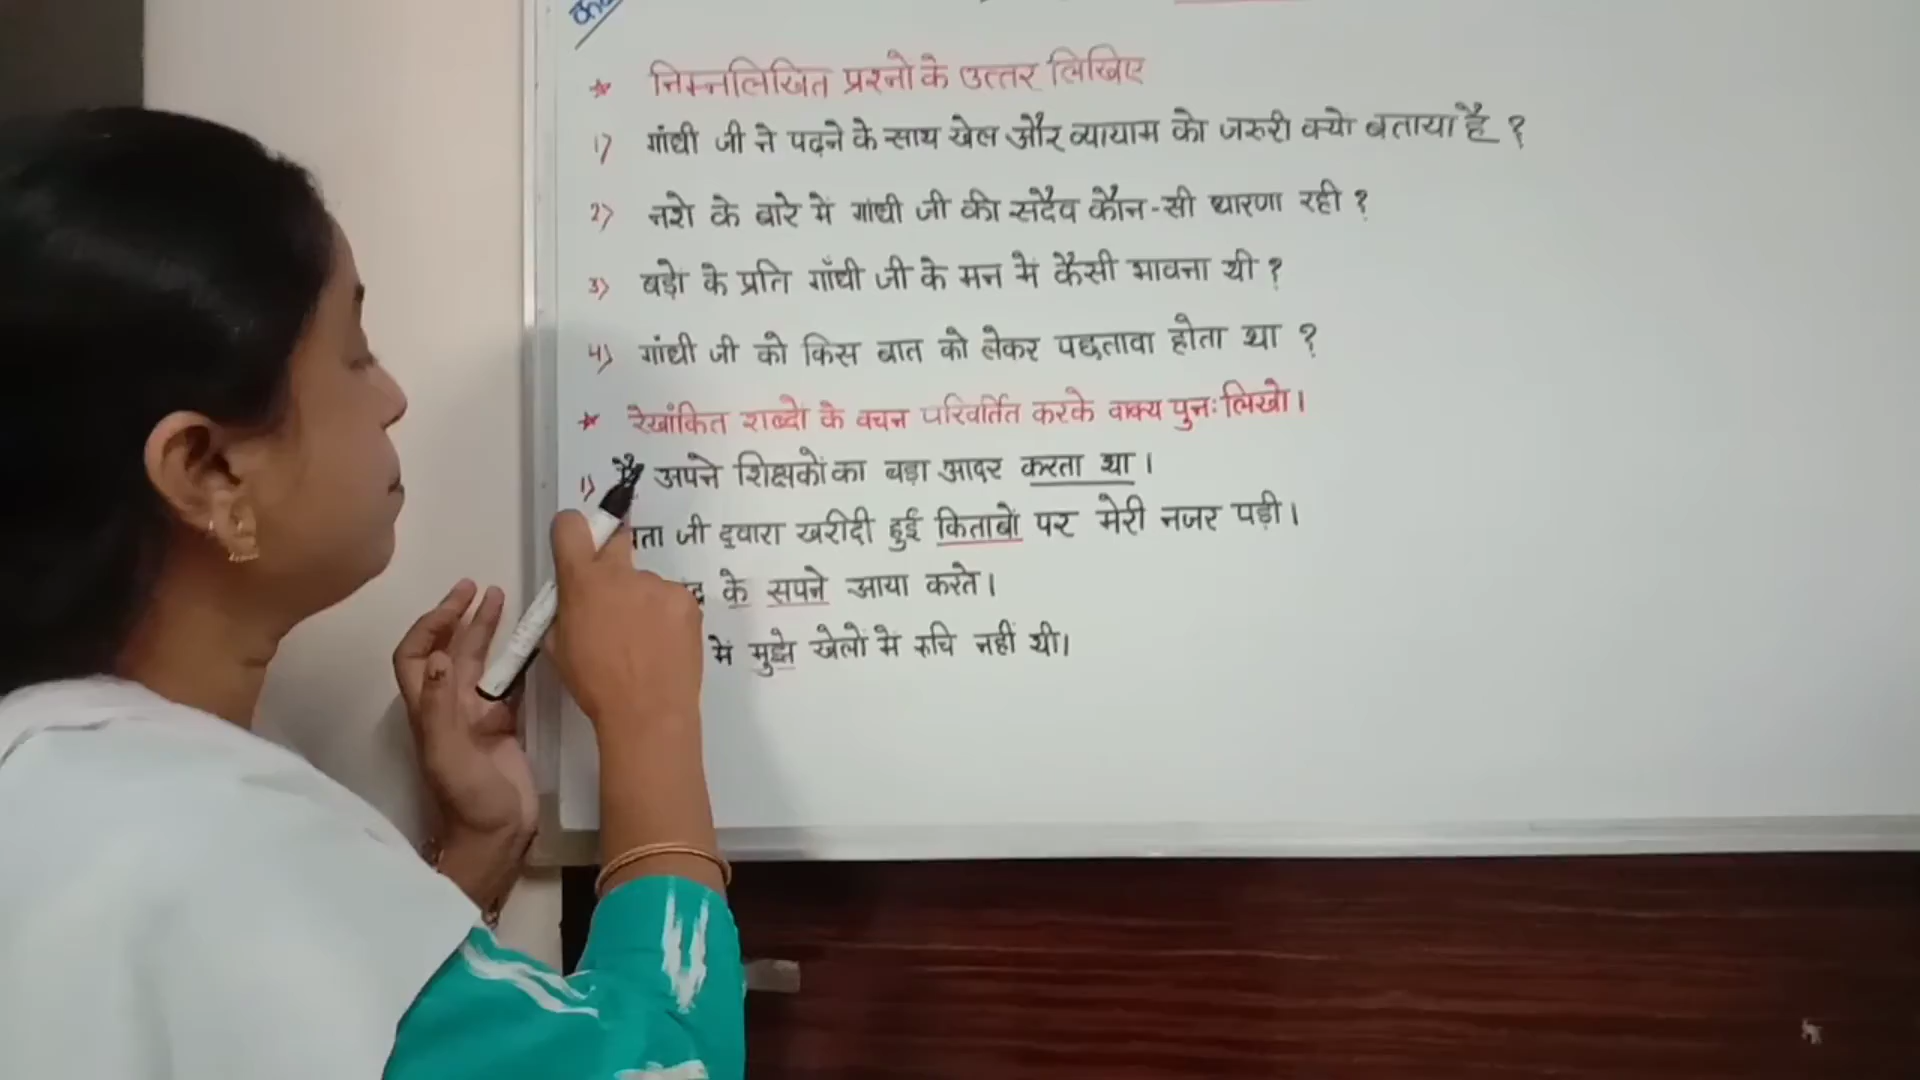 * निम्नलिखित प्रश्नों के उत्तर लिखिए
1) गांधी जी ने पढ़ने के साथ खेल और व्यायाम को जरुरी क्यो बताया है ?
2) नशे के बारे में गांधी जी की सदैव कौन-सी धारणा रही ?
3) बड़ो के प्रति गाँधी जी के मन में कैसी भावना थी ?
4) गांधी जी को किस बात को लेकर पछतावा होता था ?
* रेखांकित शब्दों के वचन परिवर्तित करके वाक्य पुनः लिखो।
1) मैं अपने शिक्षकों का बड़ा आदर करता था।
जी द्वारा खरीदी हुई किताबों पर मेरी नजर पड़ी।
के सपने आया करते।
में मुझे खेलों में रुचि नहीं थी।